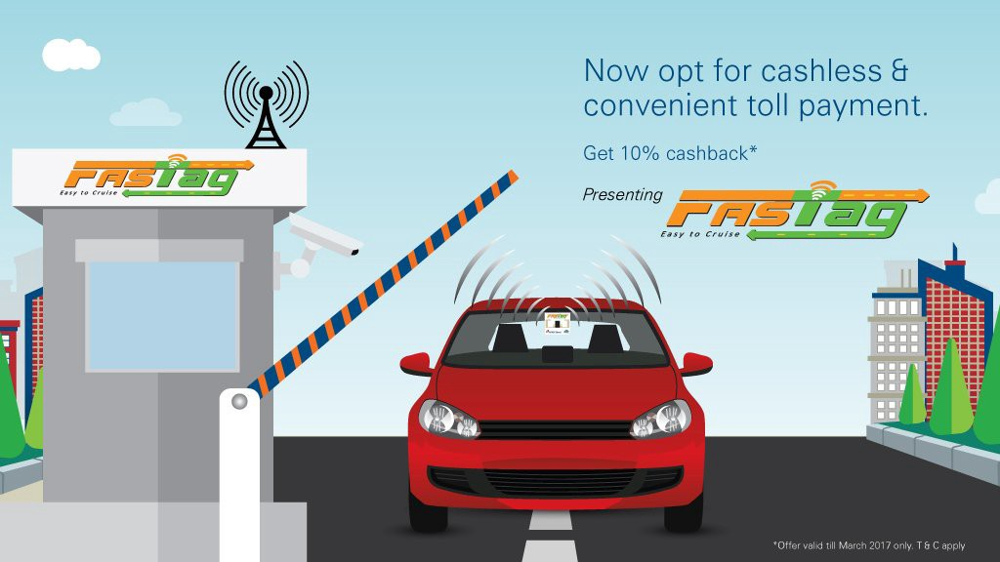 FASTag
Easy to Cruise
Now opt for cashless &
convenient toll payment.
Get 10% cashback*
Presenting
FASTag
Easy to Cruise
FASTag
*Offer valid till March 2017 only. T & C apply